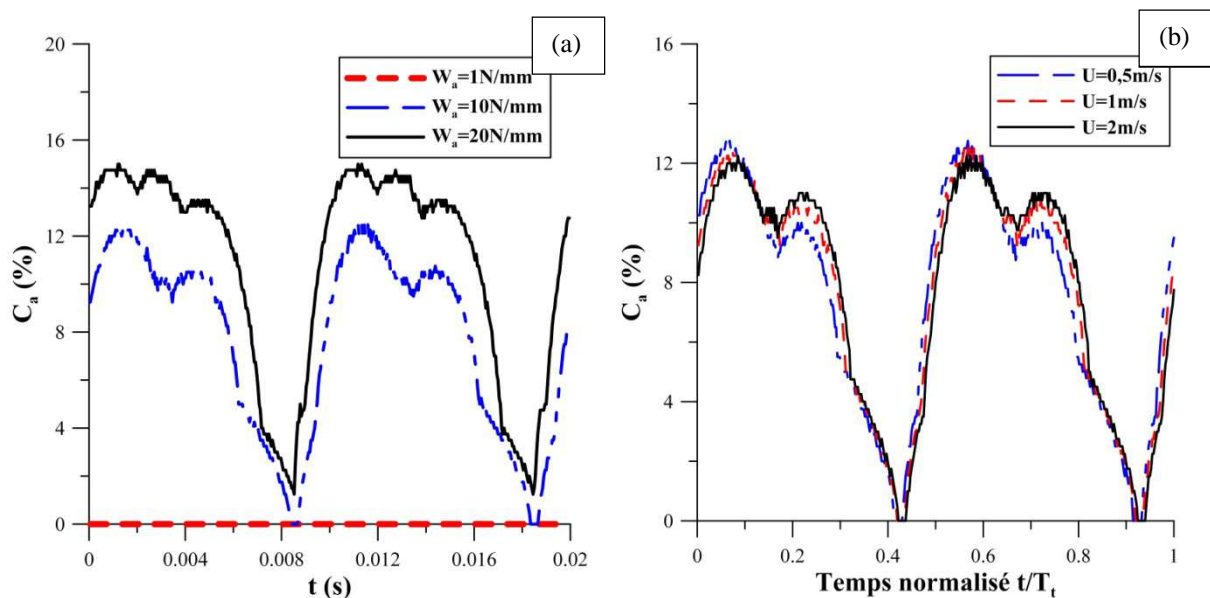 (a)
20
16
12
8
4
0
C_a (%)
W_a=1N/mm
W_a=10N/mm
W_a=20N/mm
0 0.004 0.008 0.012 0.016 0.02
t (s)
(b)
16
12
8
4
0
C_a (%)
U=0,5m/s
U=1m/s
U=2m/s
0 0.2 0.4 0.6 0.8 1
Temps normalisé t/T_t